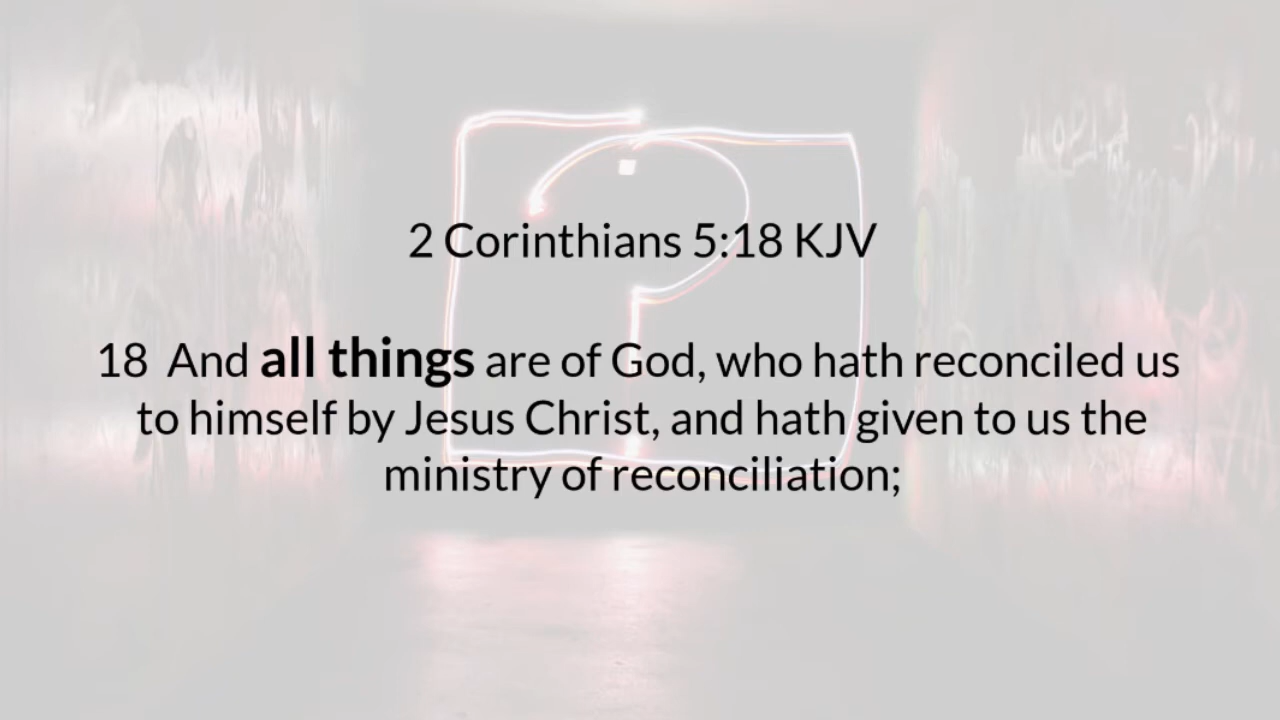 2 Corinthians 5:18 KJV
18 And all things are of God, who hath reconciled us
to himself by Jesus Christ, and hath given to us the
ministry of reconciliation;